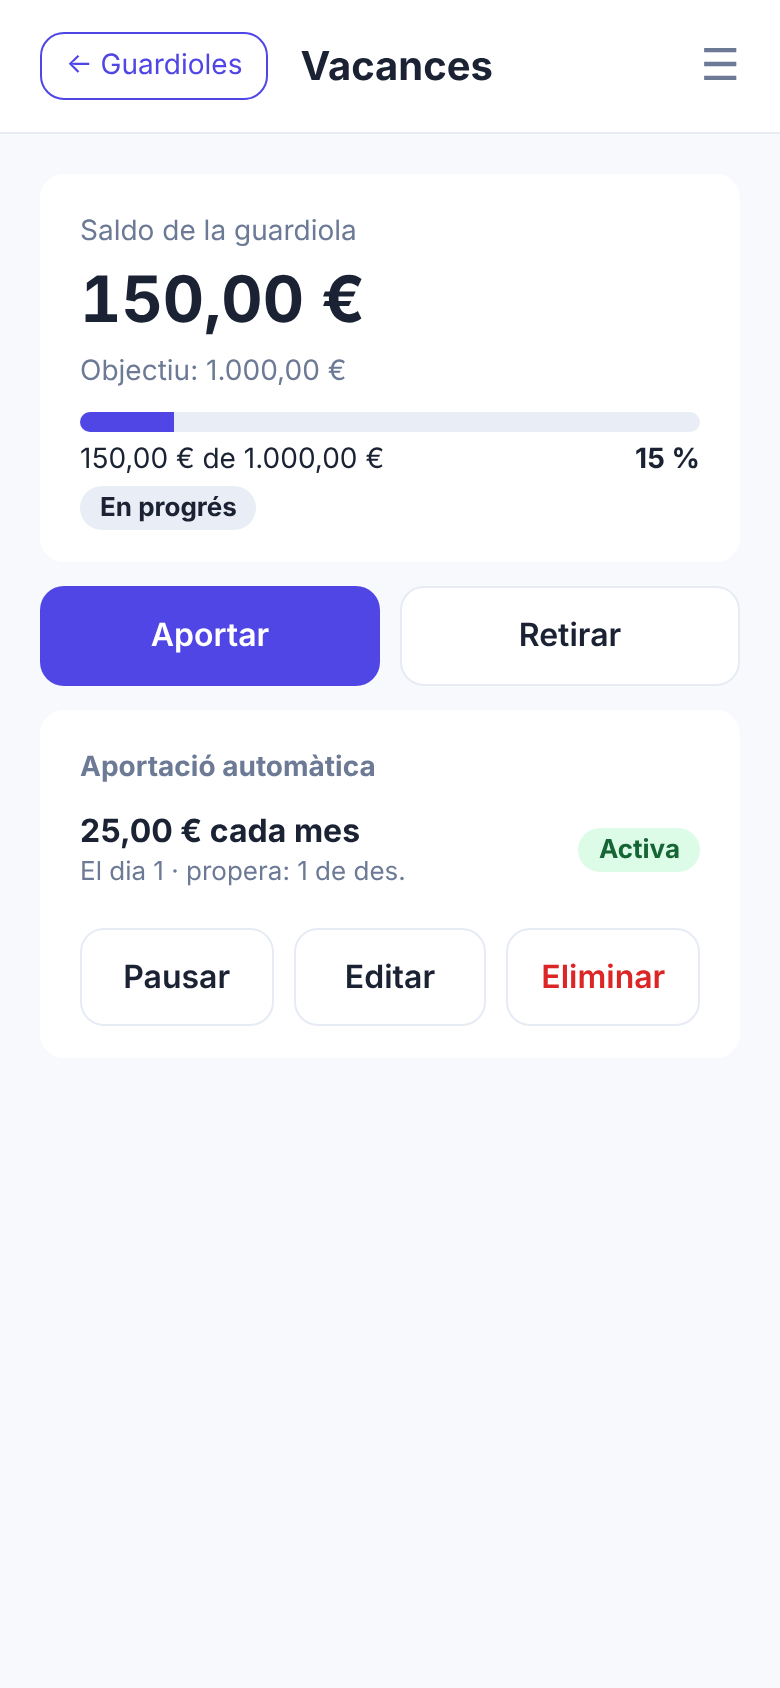 ← Guardioles
Vacances
Saldo de la guardiola
150,00 €
Objectiu: 1.000,00 €
150,00 € de 1.000,00 €
15 %
En progrés
Aportar
Retirar
Aportació automàtica
25,00 € cada mes
El dia 1 · propera: 1 de des.
Activa
Pausar
Editar
Eliminar